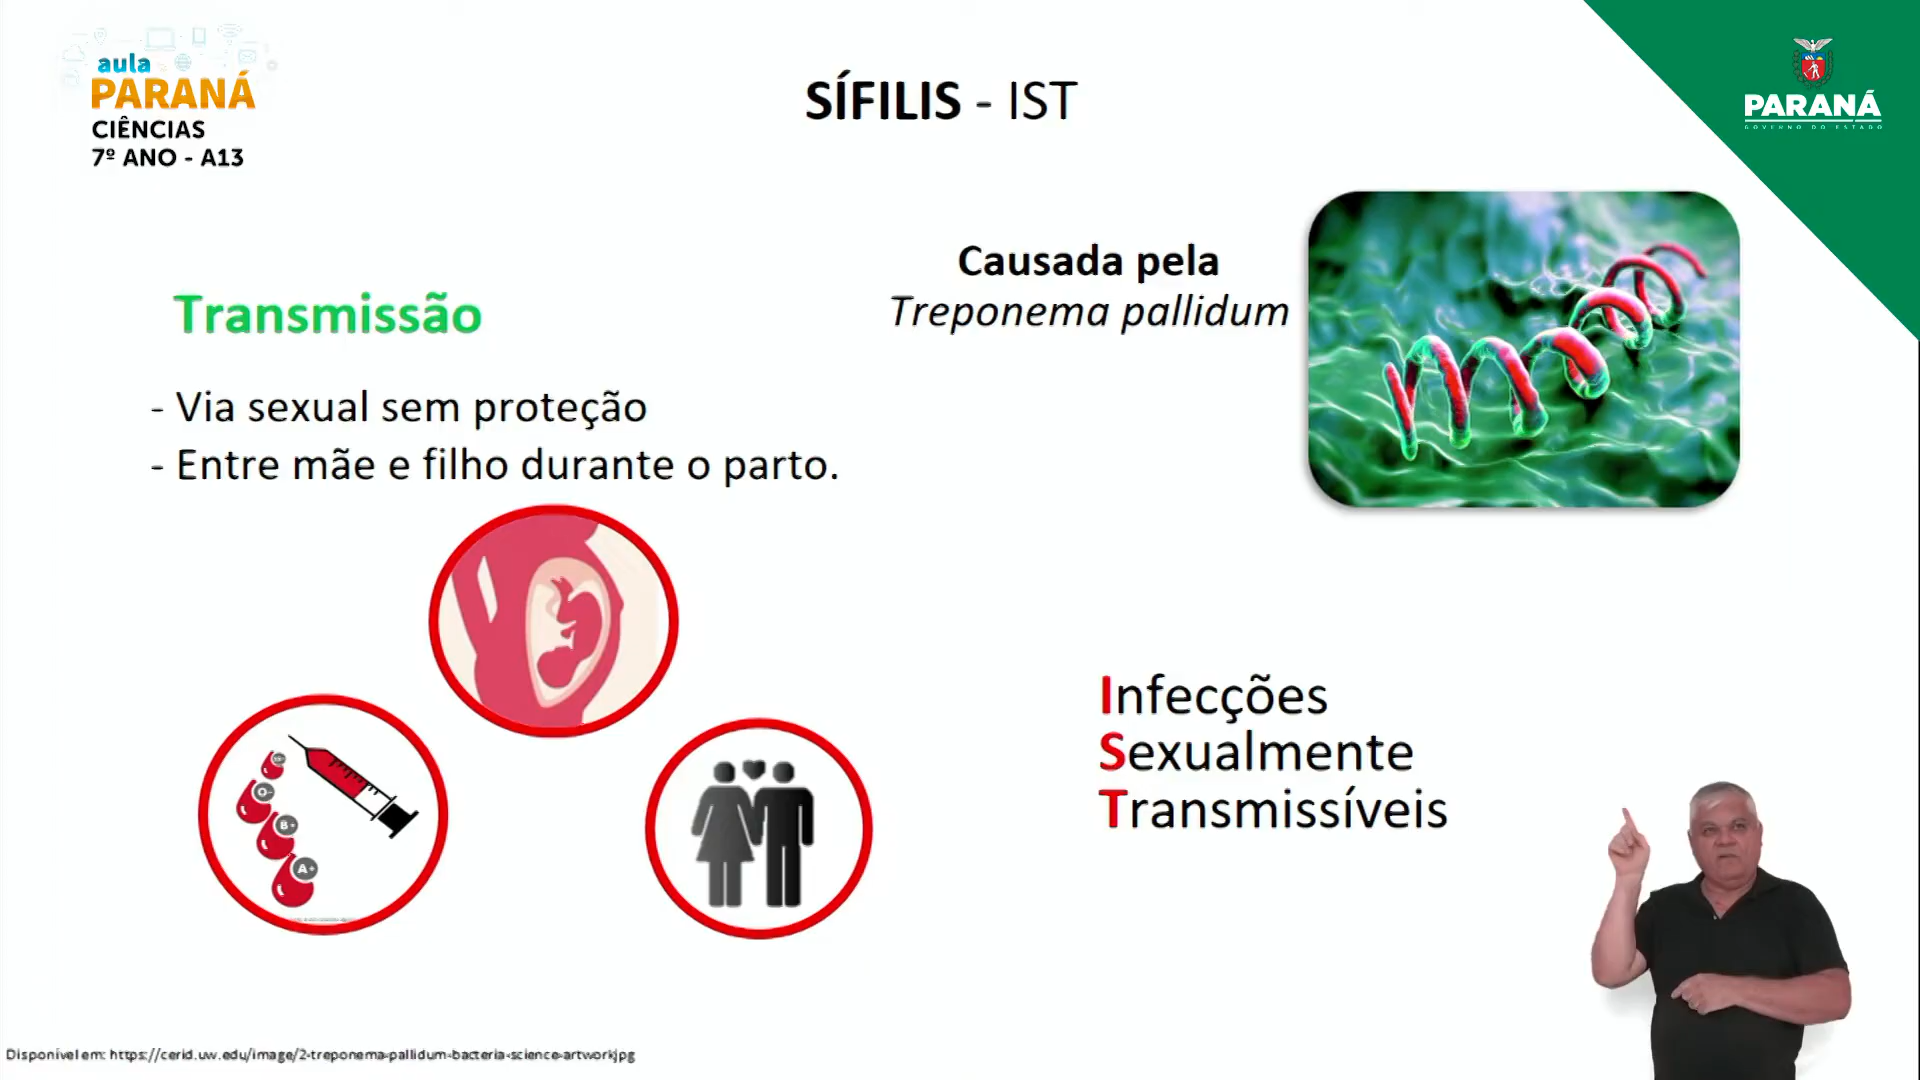 aula
PARANÁ
CIÊNCIAS
7º ANO - A13
SÍFILIS - IST
PARANÁ
GOVERNO DO ESTADO
Causada pela
Treponema pallidum
Transmissão
- Via sexual sem proteção
- Entre mãe e filho durante o parto.
O-
B+
A+
Infecções
Sexualmente
Transmissíveis
Disponível em: https://cerid.uw.edu/image/2-treponema-pallidum-bacteria-science-artwork.jpg